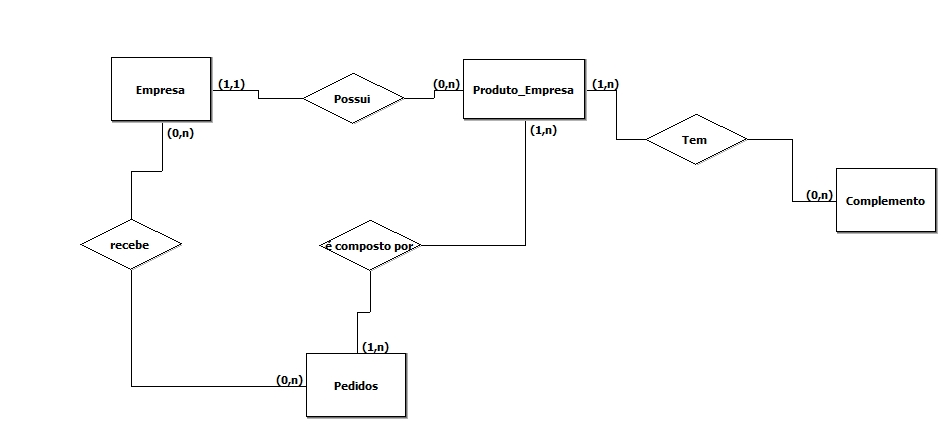 Empresa
(1,1)
Possui
(0,n)
Produto_Empresa
(1,n)
(0,n)
(1,n)
Tem
(0,n)
Complemento
recebe
é composto por
(1,n)
(0,n)
Pedidos